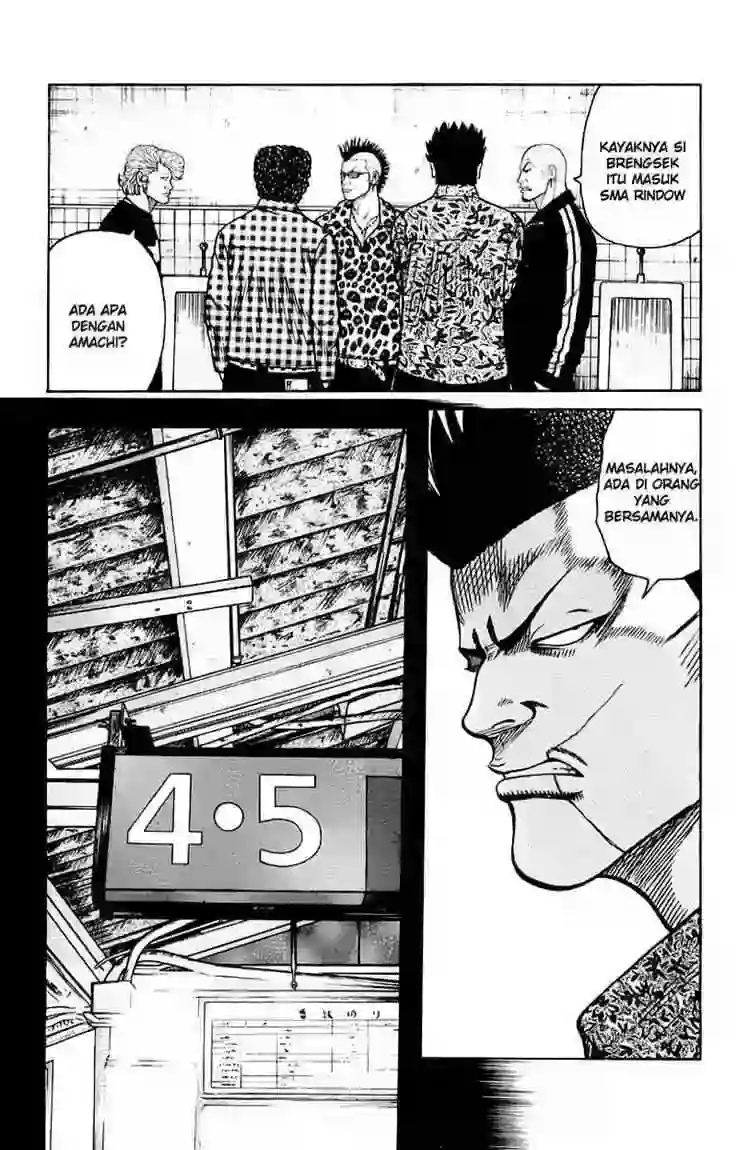 KAYAKNYA SI
BRENGSEK
ITU MASUK
SMA RINDOW
ADA APA
DENGAN
AMACHI?
MASALAHNYA,
ADA DI ORANG
YANG
BERSAMANYA.
4•5